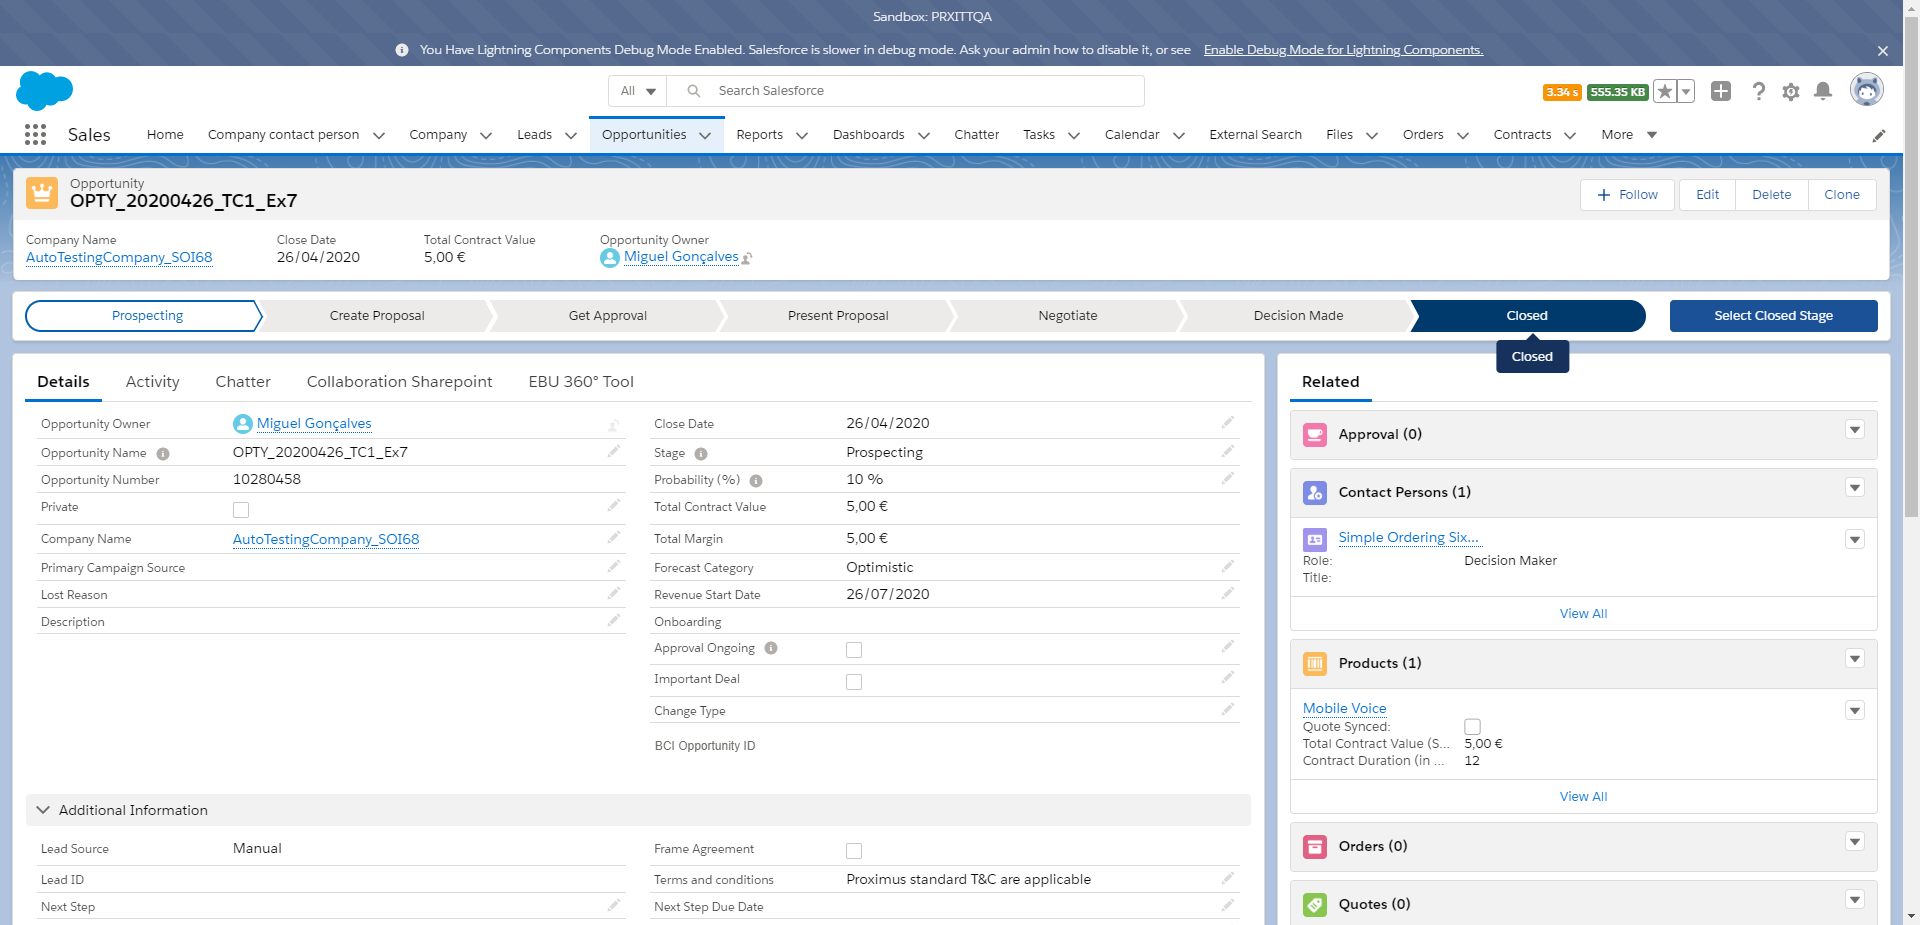 Sandbox: PRXITTQA
You Have Lightning Components Debug Mode Enabled. Salesforce is slower in debug mode. Ask your admin how to disable it, or see Enable Debug Mode for Lightning Components.
All Search Salesforce 3.34 s 555.35 KB
Sales Home Company contact person Company Leads Opportunities Reports Dashboards Chatter Tasks Calendar External Search Files Orders Contracts More
Opportunity
OPTY_20200426_TC1_Ex7
Follow Edit Delete Clone
Company Name Close Date Total Contract Value Opportunity Owner
AutoTestingCompany_SOI68 26/04/2020 5,00 € Miguel Gonçalves
Prospecting Create Proposal Get Approval Present Proposal Negotiate Decision Made Closed Select Closed Stage
Closed
Details Activity Chatter Collaboration Sharepoint EBU 360° Tool
Opportunity Owner Miguel Gonçalves
Opportunity Name OPTY_20200426_TC1_Ex7
Opportunity Number 10280458
Private
Company Name AutoTestingCompany_SOI68
Primary Campaign Source
Lost Reason
Description
Close Date 26/04/2020
Stage Prospecting
Probability (%) 10 %
Total Contract Value 5,00 €
Total Margin 5,00 €
Forecast Category Optimistic
Revenue Start Date 26/07/2020
Onboarding
Approval Ongoing
Important Deal
Change Type
BCI Opportunity ID
Additional Information
Lead Source Manual
Lead ID
Next Step
Frame Agreement
Terms and conditions Proximus standard T&C are applicable
Next Step Due Date
Related
Approval (0)
Contact Persons (1)
Simple Ordering Six...
Role: Decision Maker
Title:
View All
Products (1)
Mobile Voice
Quote Synced:
Total Contract Value (S... 5,00 €
Contract Duration (in ... 12
View All
Orders (0)
Quotes (0)